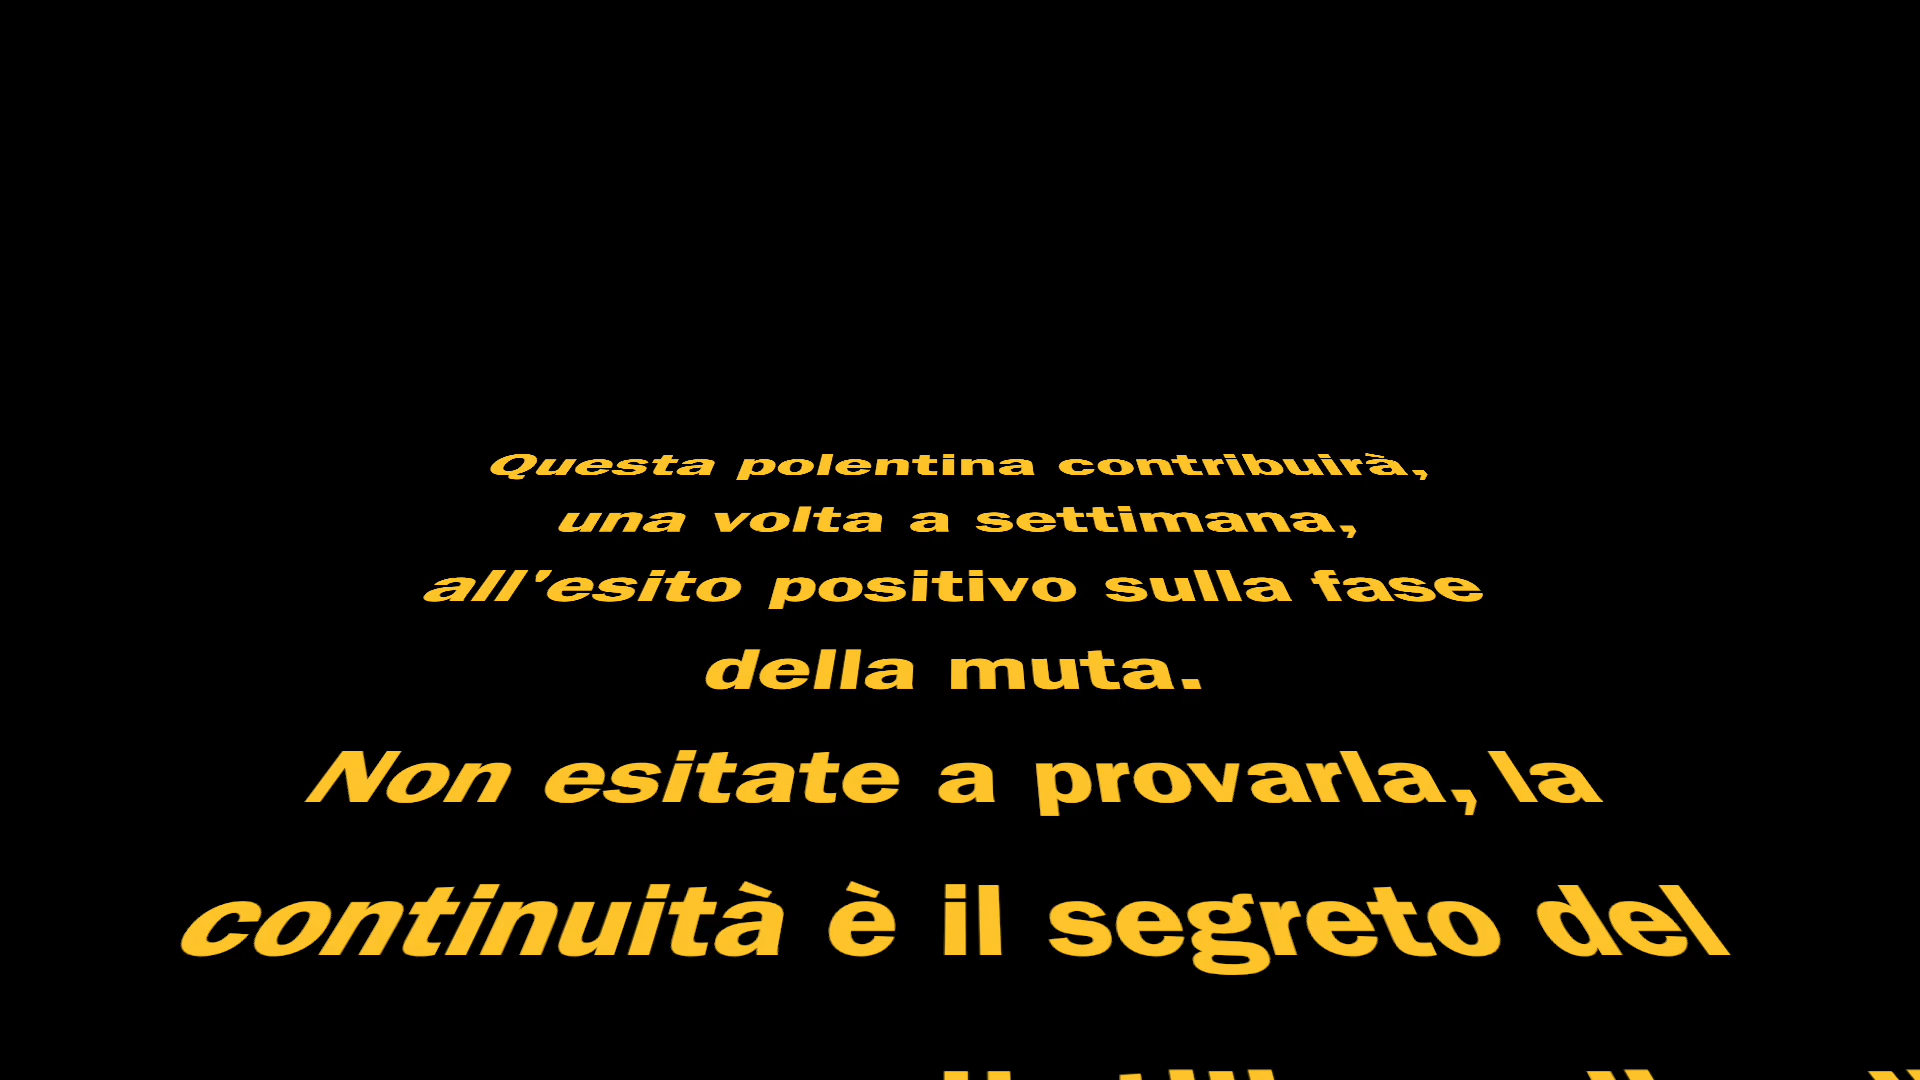 Questa polentina contribuirà,
una volta a settimana,
all'esito positivo sulla fase
della muta.
Non esitate a provarla, la
continuità è il segreto del